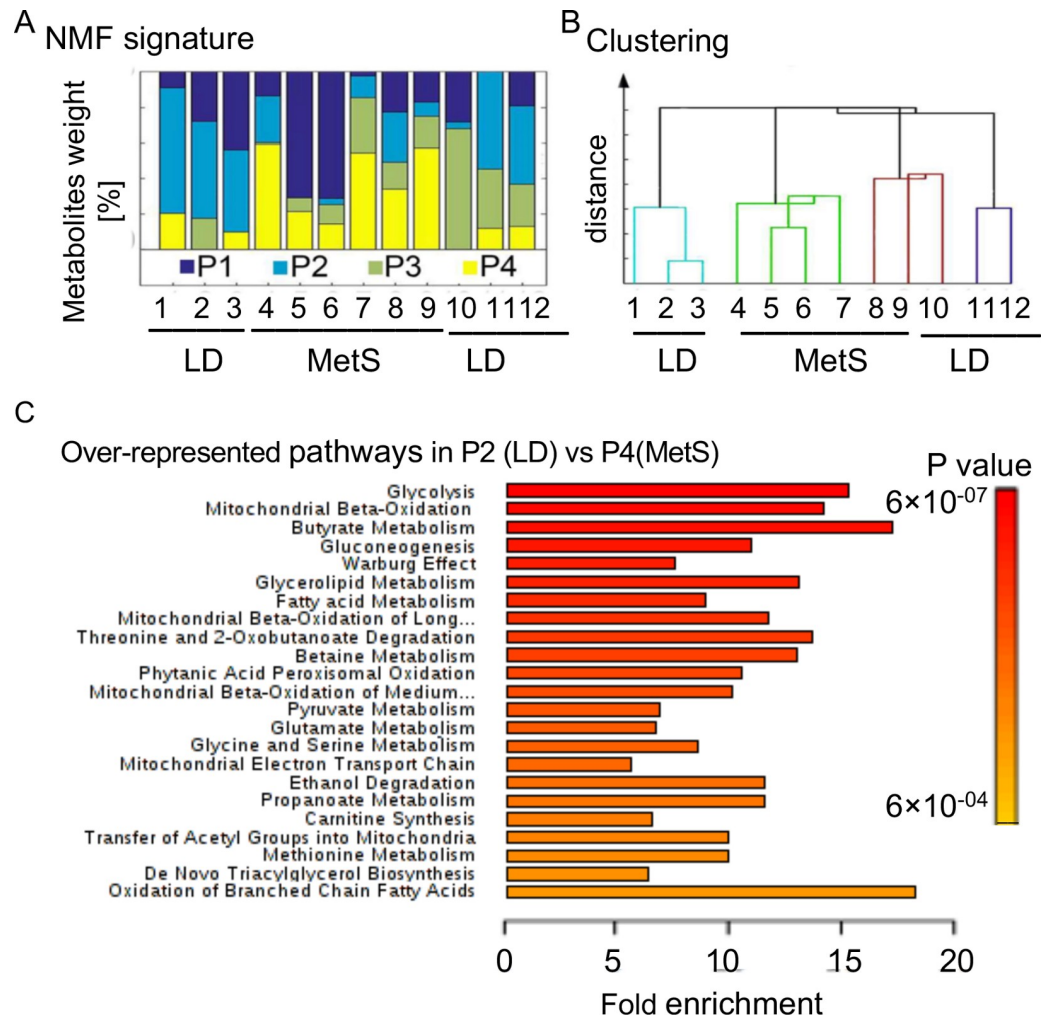 A NMF signature
Metabolites weight
[%]
P1 P2 P3 P4
1 2 3 4 5 6 7 8 9 10 11 12
LD MetS LD
B Clustering
distance
1 2 3 4 5 6 7 8 9 10 11 12
LD MetS LD
C
Over-represented pathways in P2 (LD) vs P4(MetS)
Glycolysis
Mitochondrial Beta-Oxidation
Butyrate Metabolism
Gluconeogenesis
Warburg Effect
Glycerolipid Metabolism
Fatty acid Metabolism
Mitochondrial Beta-Oxidation of Long...
Threonine and 2-Oxobutanoate Degradation
Betaine Metabolism
Phytanic Acid Peroxisomal Oxidation
Mitochondrial Beta-Oxidation of Medium...
Pyruvate Metabolism
Glutamate Metabolism
Glycine and Serine Metabolism
Mitochondrial Electron Transport Chain
Ethanol Degradation
Propanoate Metabolism
Carnitine Synthesis
Transfer of Acetyl Groups into Mitochondria
Methionine Metabolism
De Novo Triacylglycerol Biosynthesis
Oxidation of Branched Chain Fatty Acids
0 5 10 15 20
Fold enrichment
P value
6×10⁻⁰⁷
6×10⁻⁰⁴